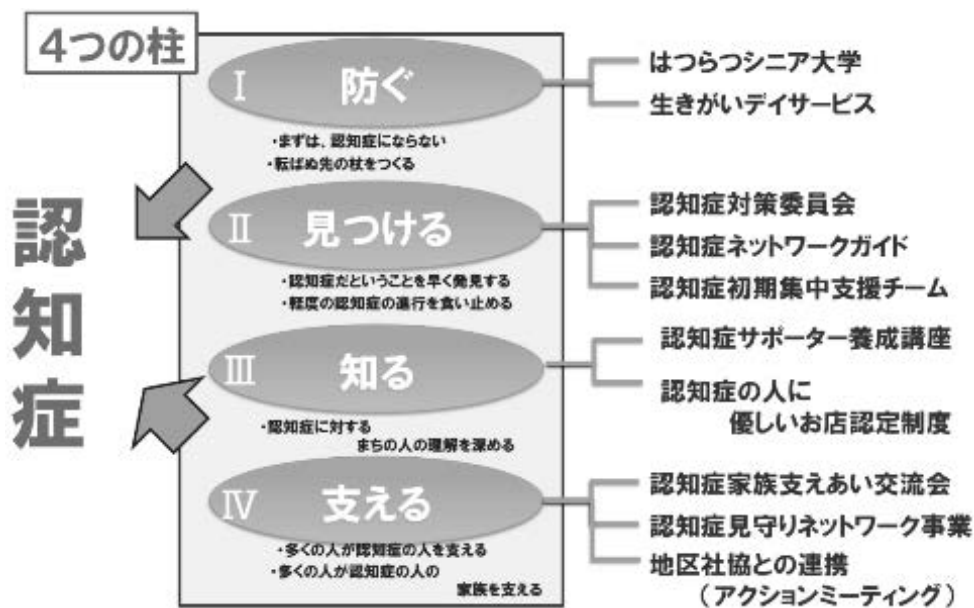 4つの柱
認知症
Ⅰ 防ぐ
・まずは、認知症にならない
・転ばぬ先の杖をつくる
はつらつシニア大学
生きがいデイサービス
Ⅱ 見つける
・認知症だということを早く発見する
・軽度の認知症の進行を食い止める
認知症対策委員会
認知症ネットワークガイド
認知症初期集中支援チーム
Ⅲ 知る
・認知症に対する
まちの人の理解を深める
認知症サポーター養成講座
認知症の人に
優しいお店認定制度
Ⅳ 支える
・多くの人が認知症の人を支える
・多くの人が認知症の人の
家族を支える
認知症家族支えあい交流会
認知症見守りネットワーク事業
地区社協との連携
（アクションミーティング）